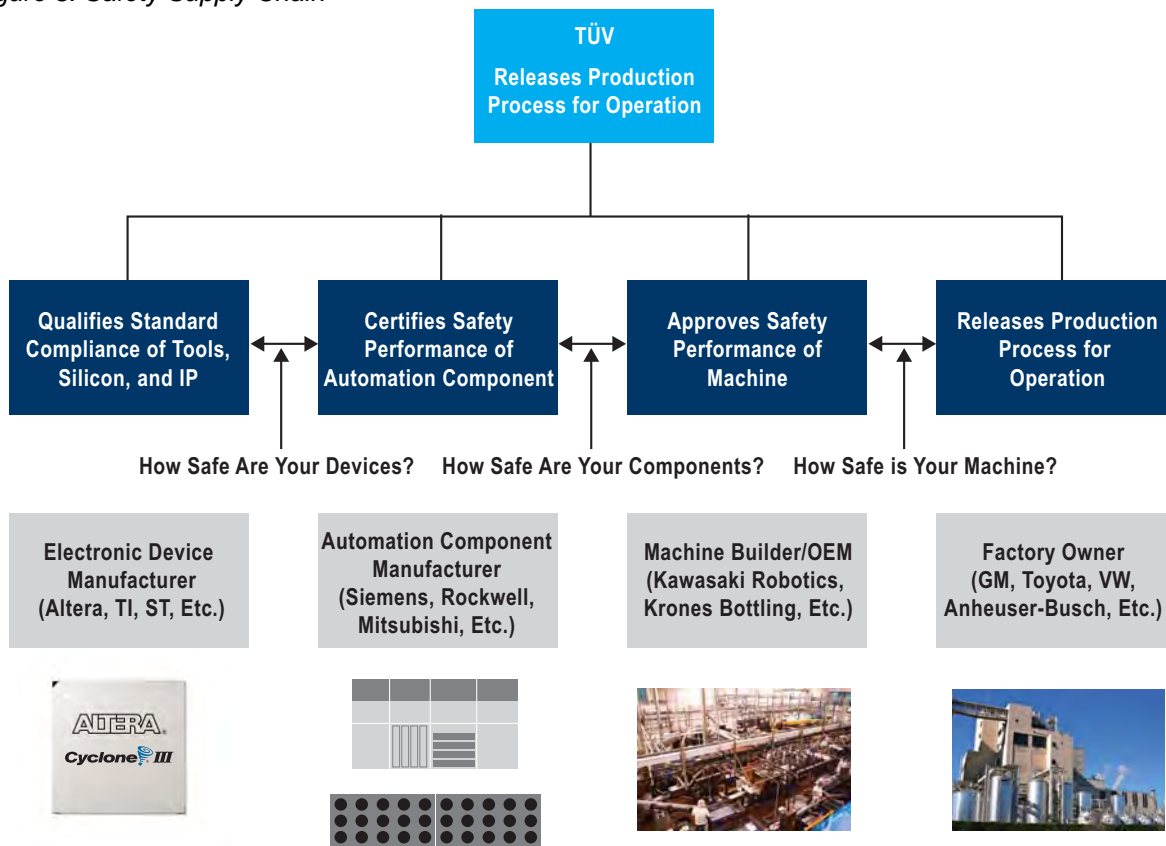 TÜV
Releases Production
Process for Operation
Qualifies Standard
Compliance of Tools,
Silicon, and IP
Certifies Safety
Performance of
Automation Component
Approves Safety
Performance of
Machine
Releases Production
Process for
Operation
How Safe Are Your Devices?
How Safe Are Your Components?
How Safe is Your Machine?
Electronic Device
Manufacturer
(Altera, TI, ST, Etc.)
Automation Component
Manufacturer
(Siemens, Rockwell,
Mitsubishi, Etc.)
Machine Builder/OEM
(Kawasaki Robotics,
Krones Bottling, Etc.)
Factory Owner
(GM, Toyota, VW,
Anheuser-Busch, Etc.)
ALTERA.
Cyclone III